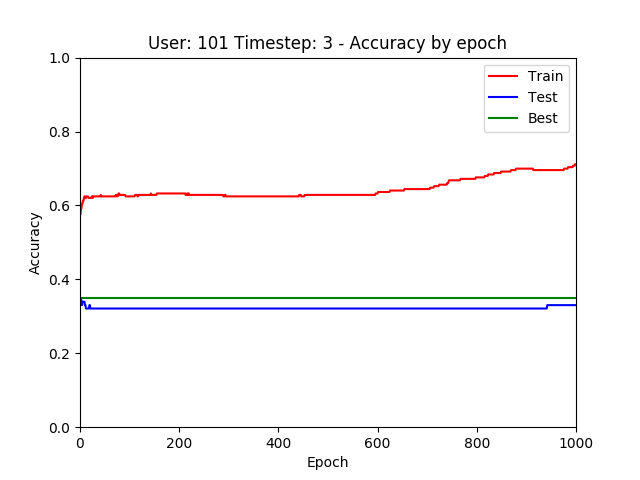 User: 101 Timestep: 3 - Accuracy by epoch
Train
Test
Best
1.0
0.8
0.6
0.4
0.2
0.0
Accuracy
0 200 400 600 800 1000
Epoch